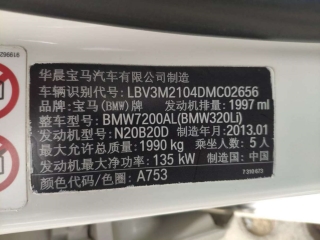 华晨宝马汽车有限公司制造
车辆识别代号: LBV3M2104DMC02656
品牌: 宝马(BMW)牌 发动机排量: 1997 ml
整车型号: BMW7200AL(BMW320Li)
发动机型号: N20B20D 制造年月: 2013.01
最大允许总质量: 1990 kg 乘坐人数: 5 人
发动机最大净功率: 135 kW 制造国: 中国
颜色代码/色圈: A753